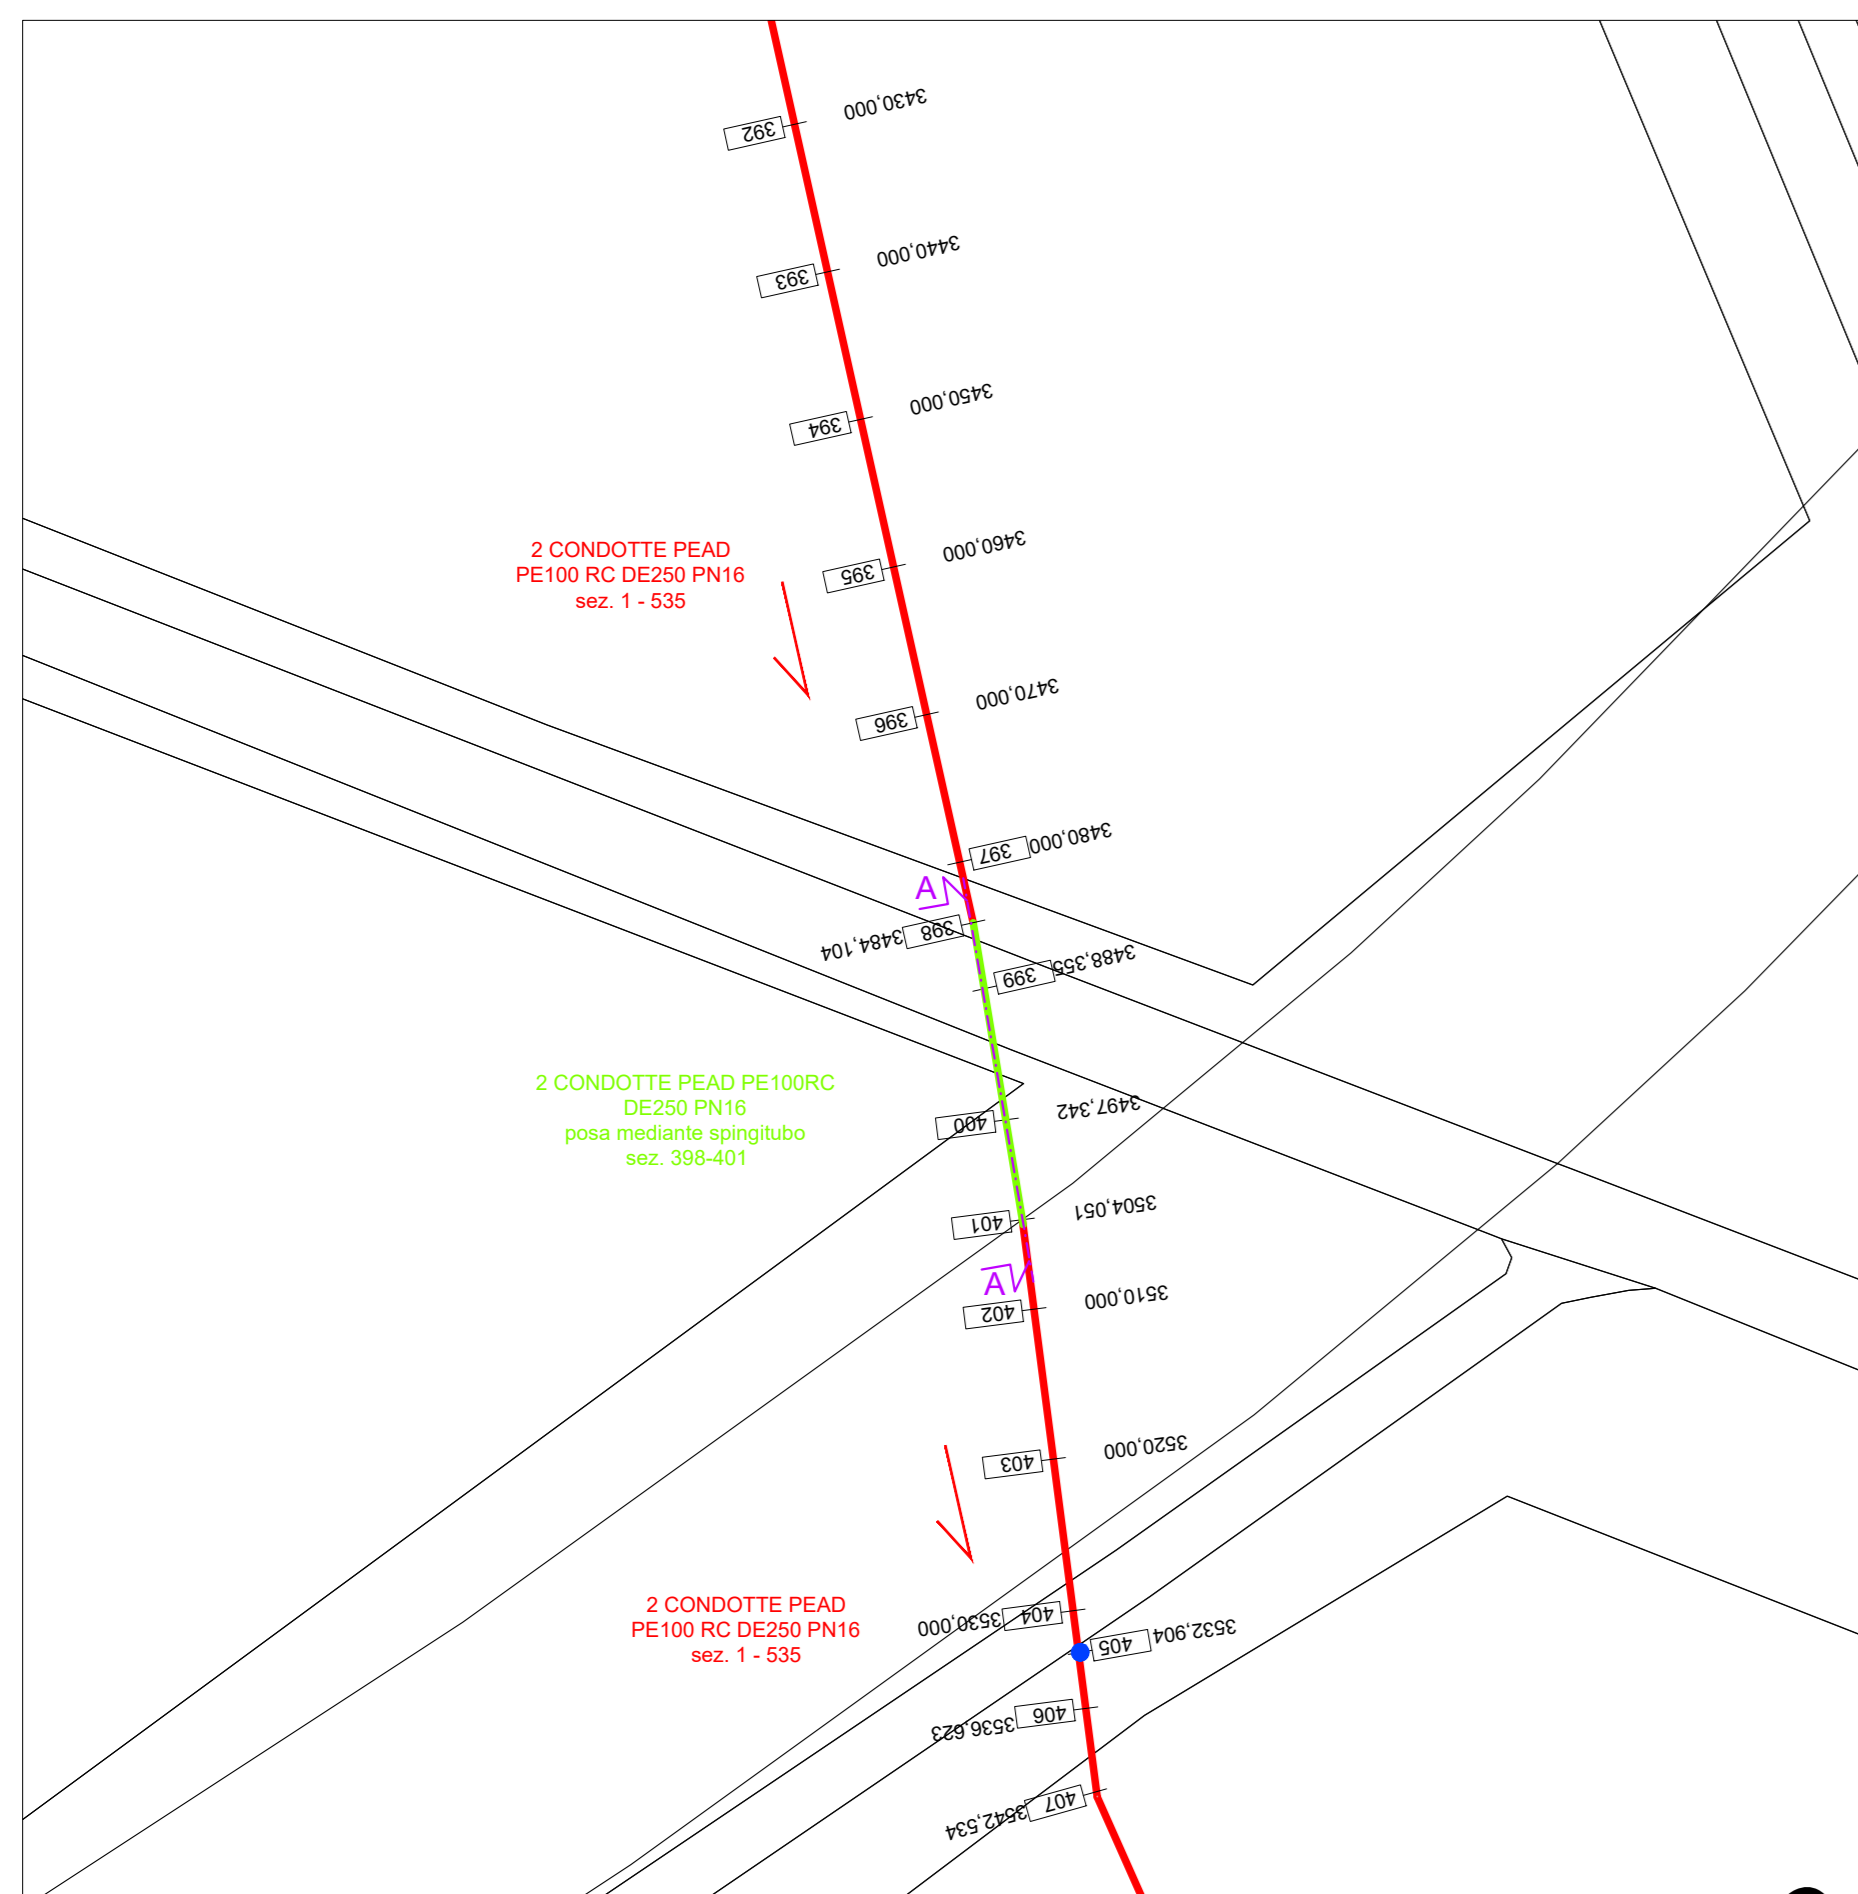 392
3430,000
393
3440,000
394
3450,000
2 CONDOTTE PEAD
PE100 RC DE250 PN16
sez. 1 - 535
395
3460,000
396
3470,000
397
3480,000
A
398
3484,104
399
3488,355
2 CONDOTTE PEAD PE100RC
DE250 PN16
posa mediante spingitubo
sez. 398-401
400
3497,342
401
3504,051
A
402
3510,000
403
3520,000
2 CONDOTTE PEAD
PE100 RC DE250 PN16
sez. 1 - 535
404
3530,000
405
3532,904
406
3536,623
407
3542,534